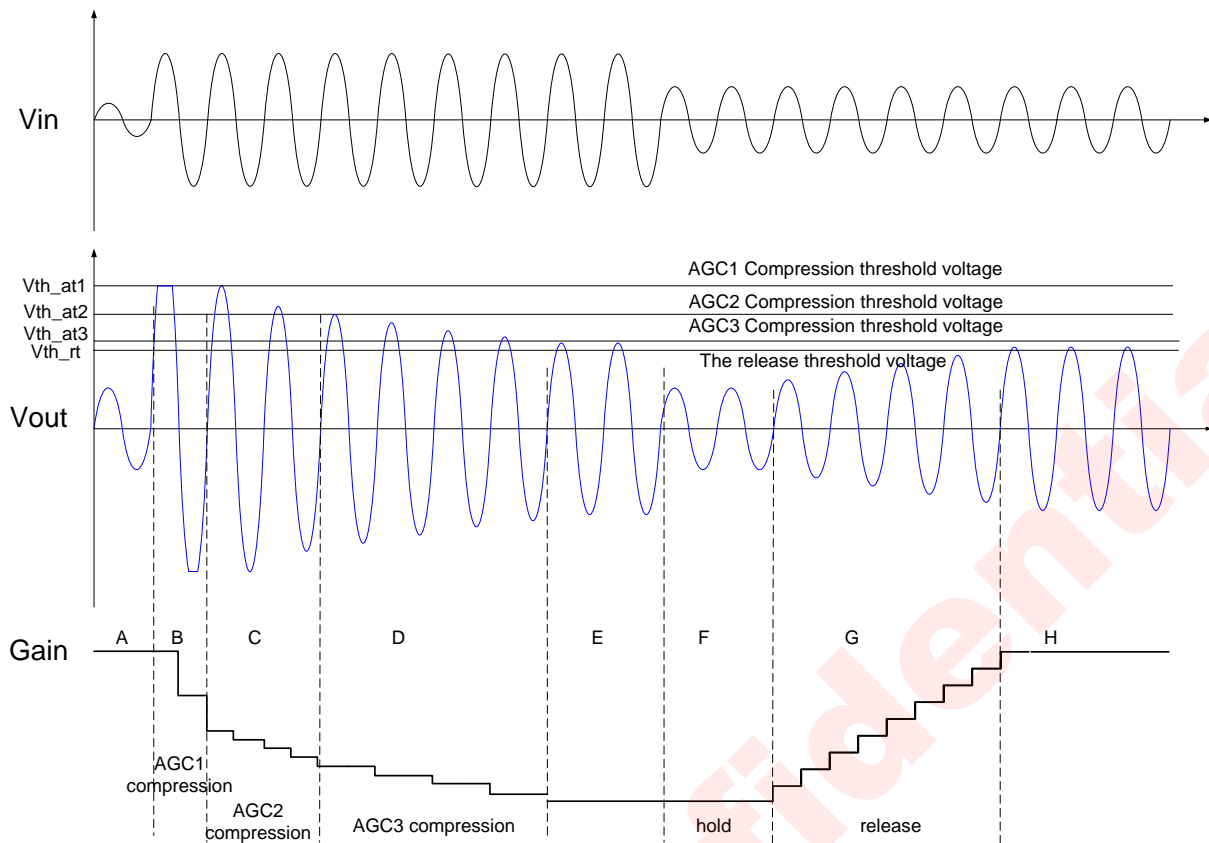 Vin
AGC1 Compression threshold voltage
Vth_at1
AGC2 Compression threshold voltage
Vth_at2
AGC3 Compression threshold voltage
Vth_at3
Vth_rt
The release threshold voltage
Vout
A B C D E F G H
Gain
AGC1
compression
AGC2
compression
AGC3 compression
hold
release
fidentia